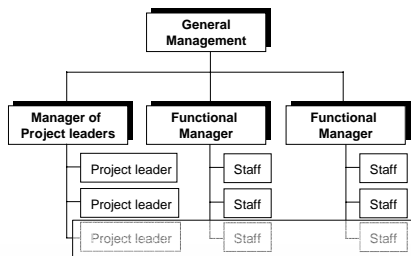 General
Management
Manager of
Project leaders
Functional
Manager
Functional
Manager
Project leader
Staff
Staff
Project leader
Staff
Staff
Project leader
Staff
Staff